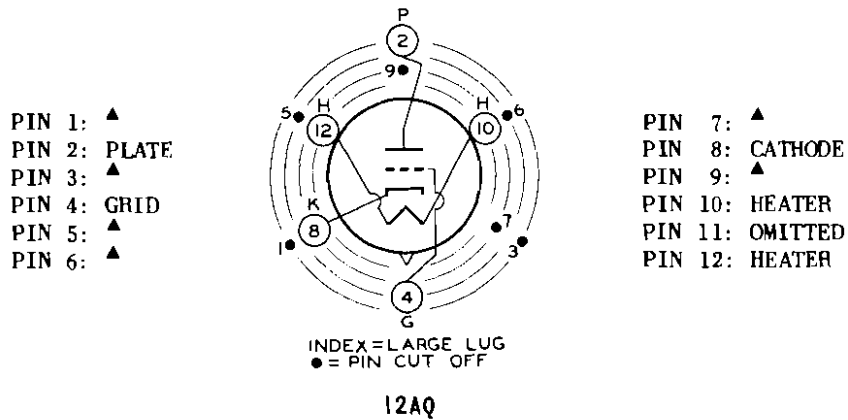 P
2
9
5
H
12
H
10
6
PIN 1: ▲
PIN 2: PLATE
PIN 3: ▲
PIN 4: GRID
PIN 5: ▲
PIN 6: ▲
PIN 7: ▲
PIN 8: CATHODE
PIN 9: ▲
PIN 10: HEATER
PIN 11: OMITTED
PIN 12: HEATER
K
8
7
1
3
4
G
INDEX=LARGE LUG
●= PIN CUT OFF
12AQ